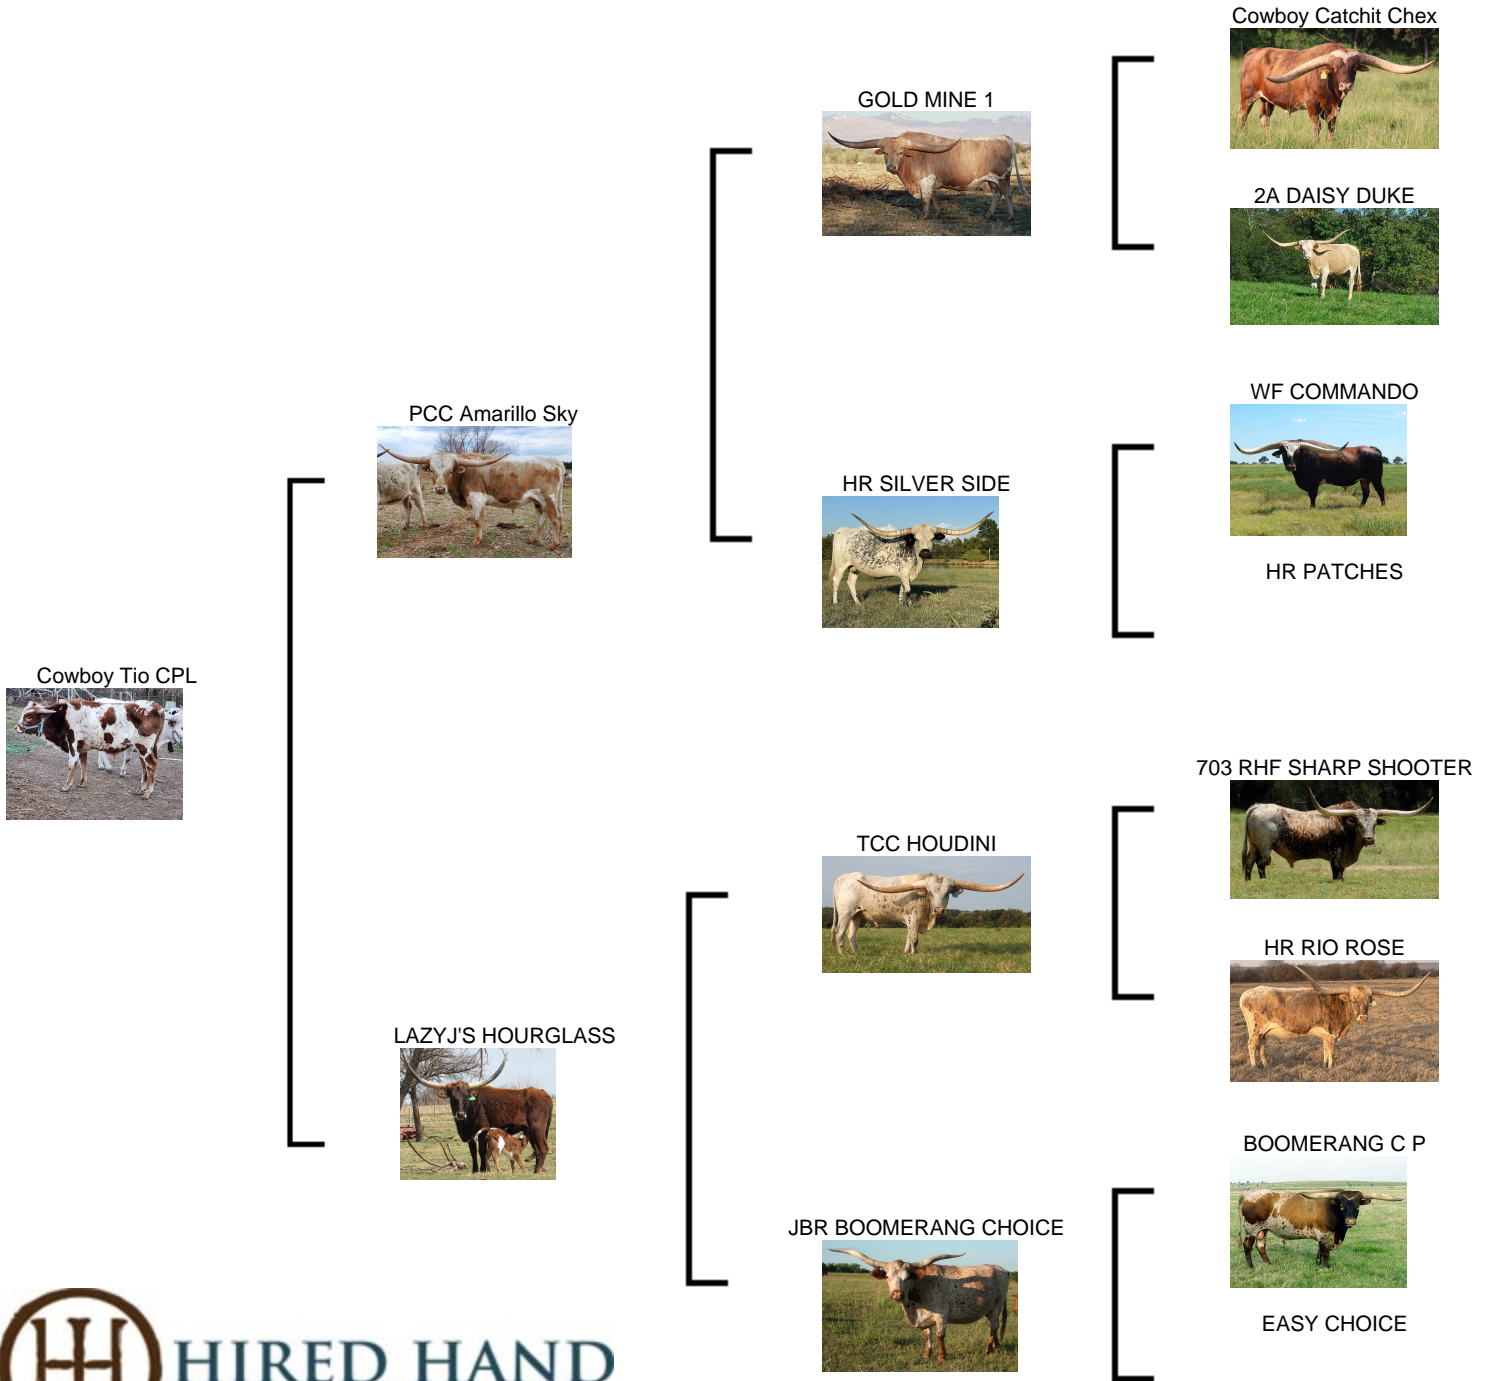 Cowboy Catchit Chex
GOLD MINE 1
2A DAISY DUKE
WF COMMANDO
PCC Amarillo Sky
HR SILVER SIDE
HR PATCHES
Cowboy Tio CPL
703 RHF SHARP SHOOTER
TCC HOUDINI
HR RIO ROSE
LAZYJ'S HOURGLASS
BOOMERANG C P
JBR BOOMERANG CHOICE
EASY CHOICE
HIRED HAND